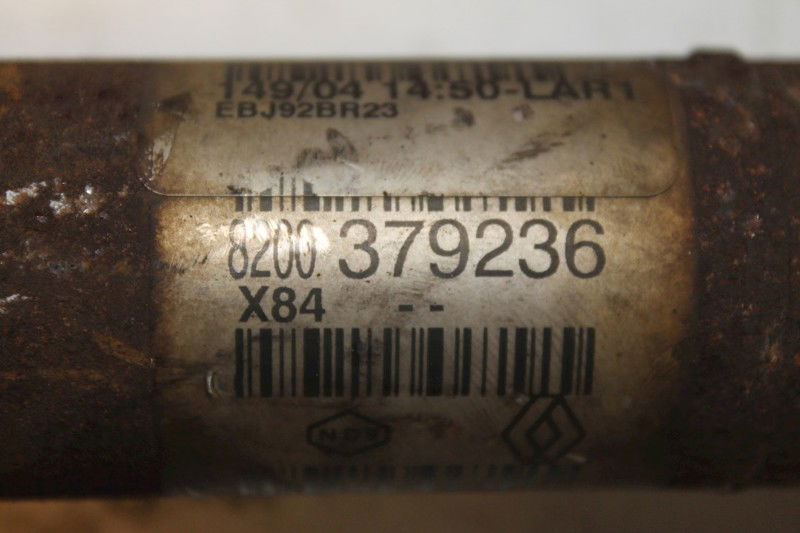 149/04 14:50-LAR1
EBJ92BR23
8200 379236
X84 --